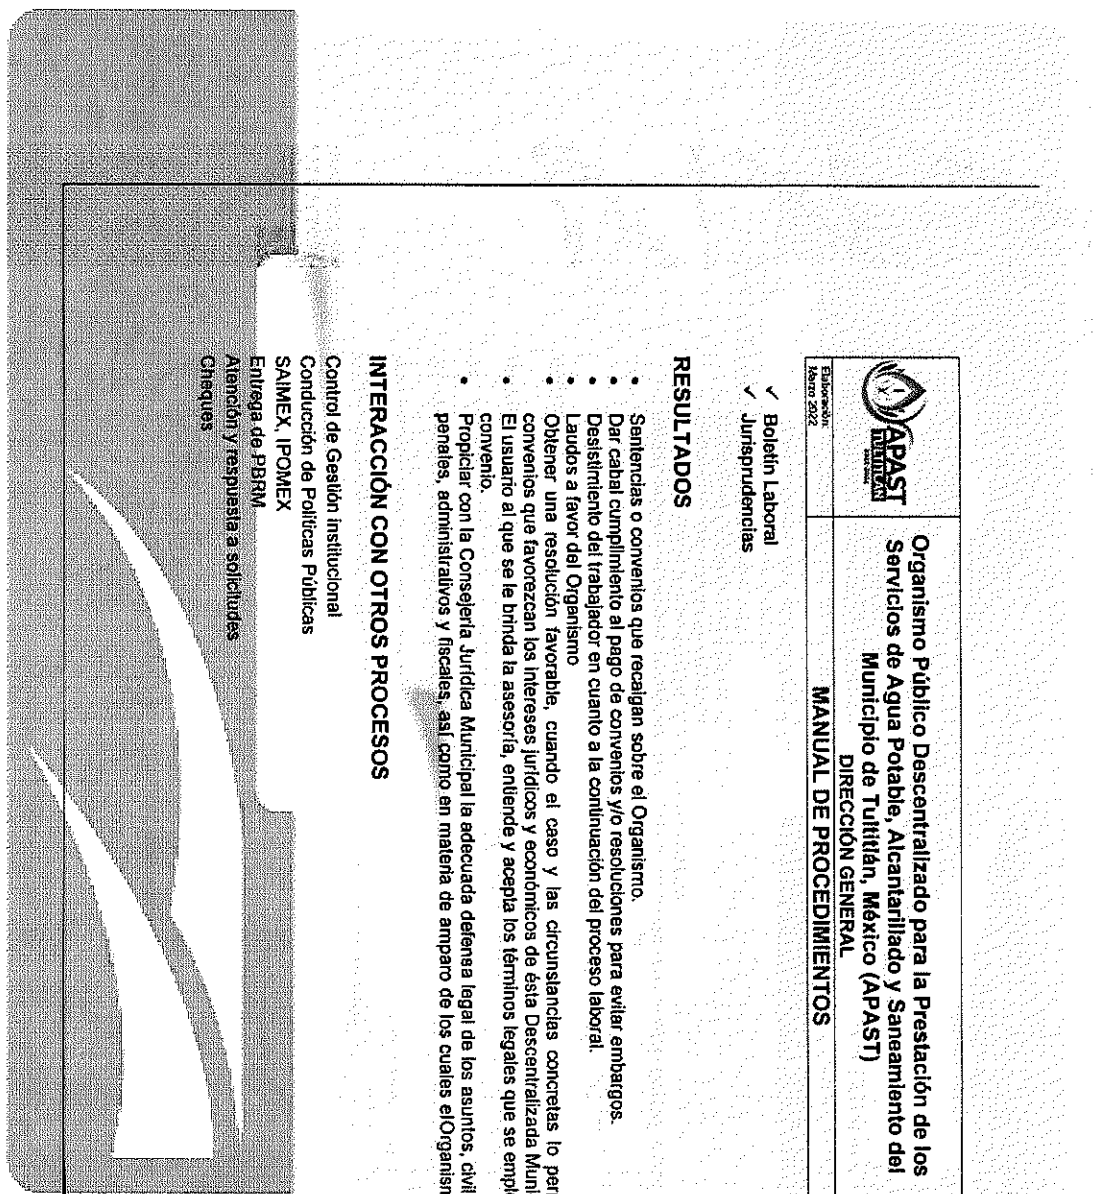 APAST
TULTITLÁN
Elaboración:
Marzo 2022
Organismo Público Descentralizado para la Prestación de los
Servicios de Agua Potable, Alcantarillado y Saneamiento del
Municipio de Tultitlán, México (APAST)
DIRECCIÓN GENERAL
MANUAL DE PROCEDIMIENTOS
✓ Boletín Laboral
✓ Jurisprudencias
RESULTADOS
• Sentencias o convenios que recaigan sobre el Organismo.
• Dar cabal cumplimiento al pago de convenios y/o resoluciones para evitar embargos.
• Desistimiento del trabajador en cuanto a la continuación del proceso laboral.
• Laudos a favor del Organismo
• Obtener una resolución favorable, cuando el caso y las circunstancias concretas lo per
convenios que favorezcan los intereses jurídicos y económicos de ésta Descentralizada Muni
• El usuario al que se le brinda la asesoría, entiende y acepta los términos legales que se emple
convenio.
• Propiciar con la Consejería Jurídica Municipal la adecuada defensa legal de los asuntos, civil
penales, administrativos y fiscales, así como en materia de amparo de los cuales elOrganism
INTERACCIÓN CON OTROS PROCESOS
Control de Gestión institucional
Conducción de Políticas Públicas
SAIMEX, IPOMEX
Entrega de PBRM
Atención y respuesta a solicitudes
Cheques